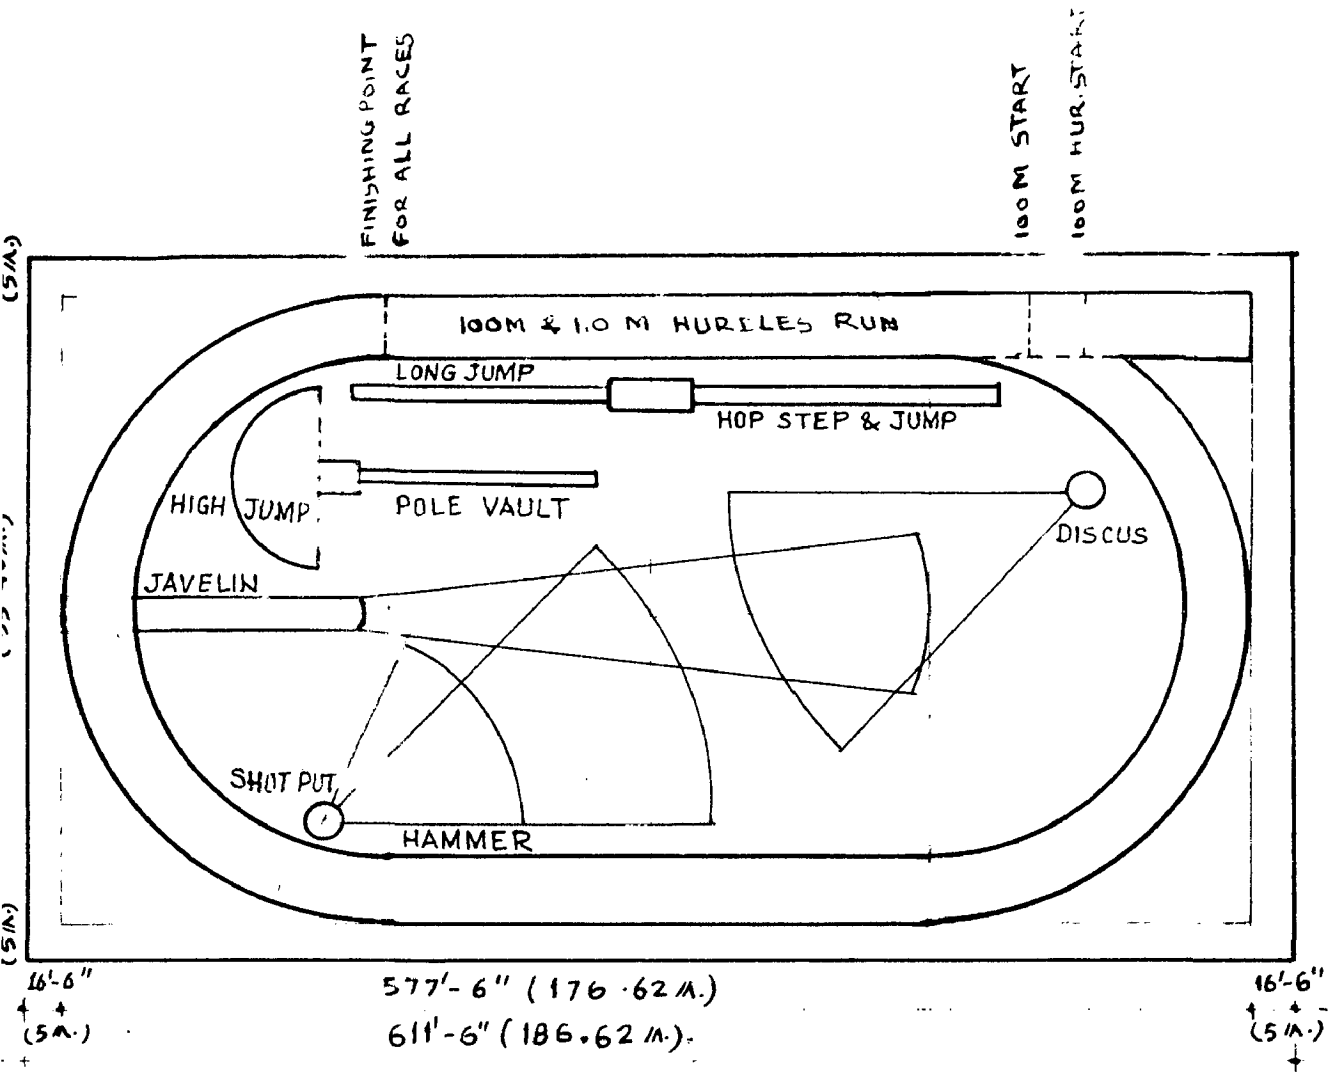 FINISHING POINT
FOR ALL RACES
100M START
100M HUR. START
(5M.)
100M & 1.0 M HURDLES RUN
LONG JUMP
HOP STEP & JUMP
HIGH JUMP
POLE VAULT
DISCUS
JAVELIN
SHOT PUT
HAMMER
(5M.)
16'-6"
577'-6" (176.62M.)
16'-6"
(5M.)
611'-6" (186.62M.).
(5M.)